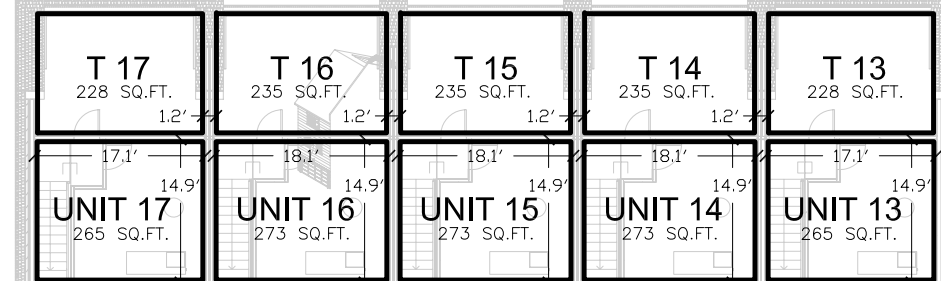 T 17 T 16 T 15 T 14 T 13
228 SQ.FT. 235 SQ.FT. 235 SQ.FT. 235 SQ.FT. 228 SQ.FT.
1.2' 1.2' 1.2' 1.2'
17.1' 18.1' 18.1' 18.1' 17.1'
14.9' 14.9' 14.9' 14.9' 14.9'
UNIT 17 UNIT 16 UNIT 15 UNIT 14 UNIT 13
265 SQ.FT. 273 SQ.FT. 273 SQ.FT. 273 SQ.FT. 265 SQ.FT.